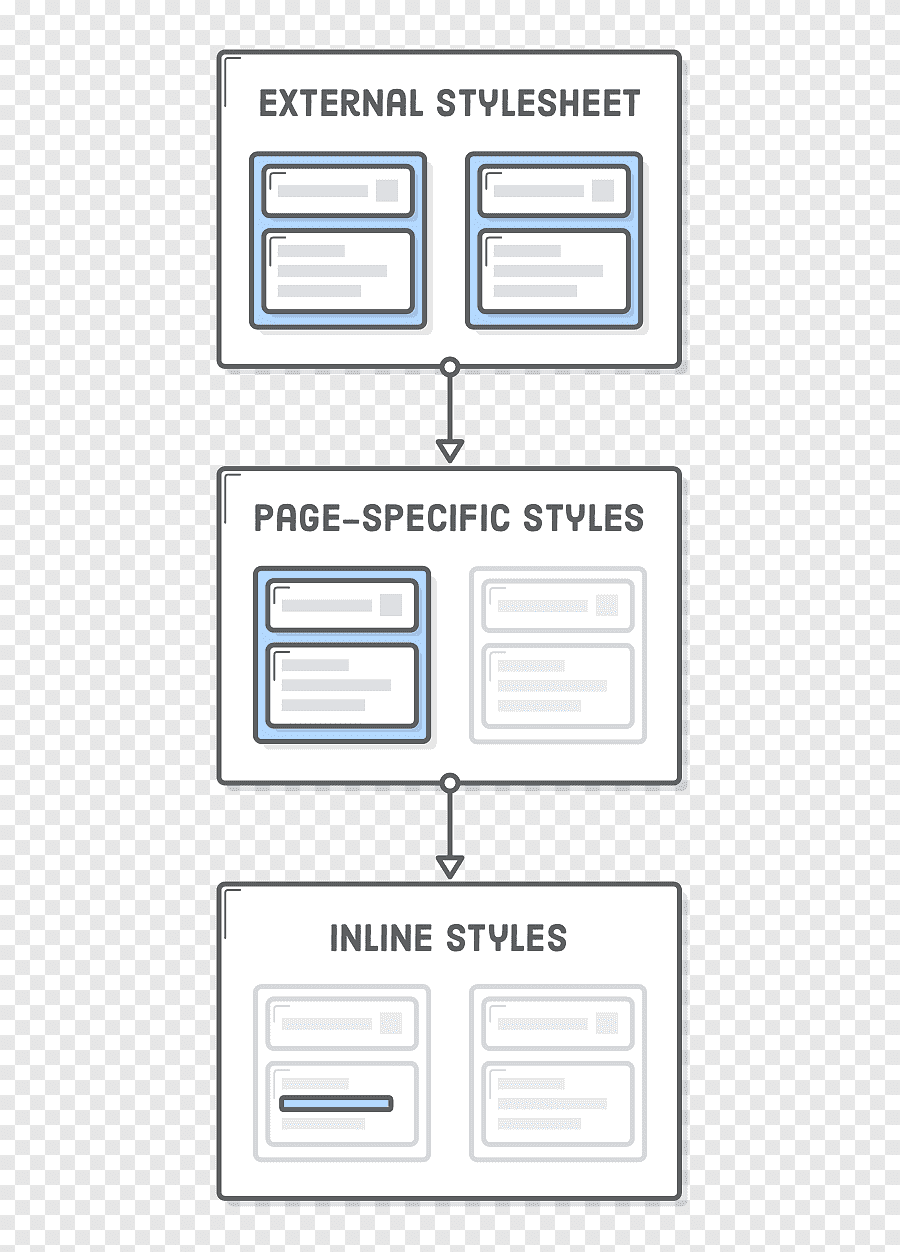 EXTERNAL STYLESHEET
PAGE-SPECIFIC STYLES
INLINE STYLES